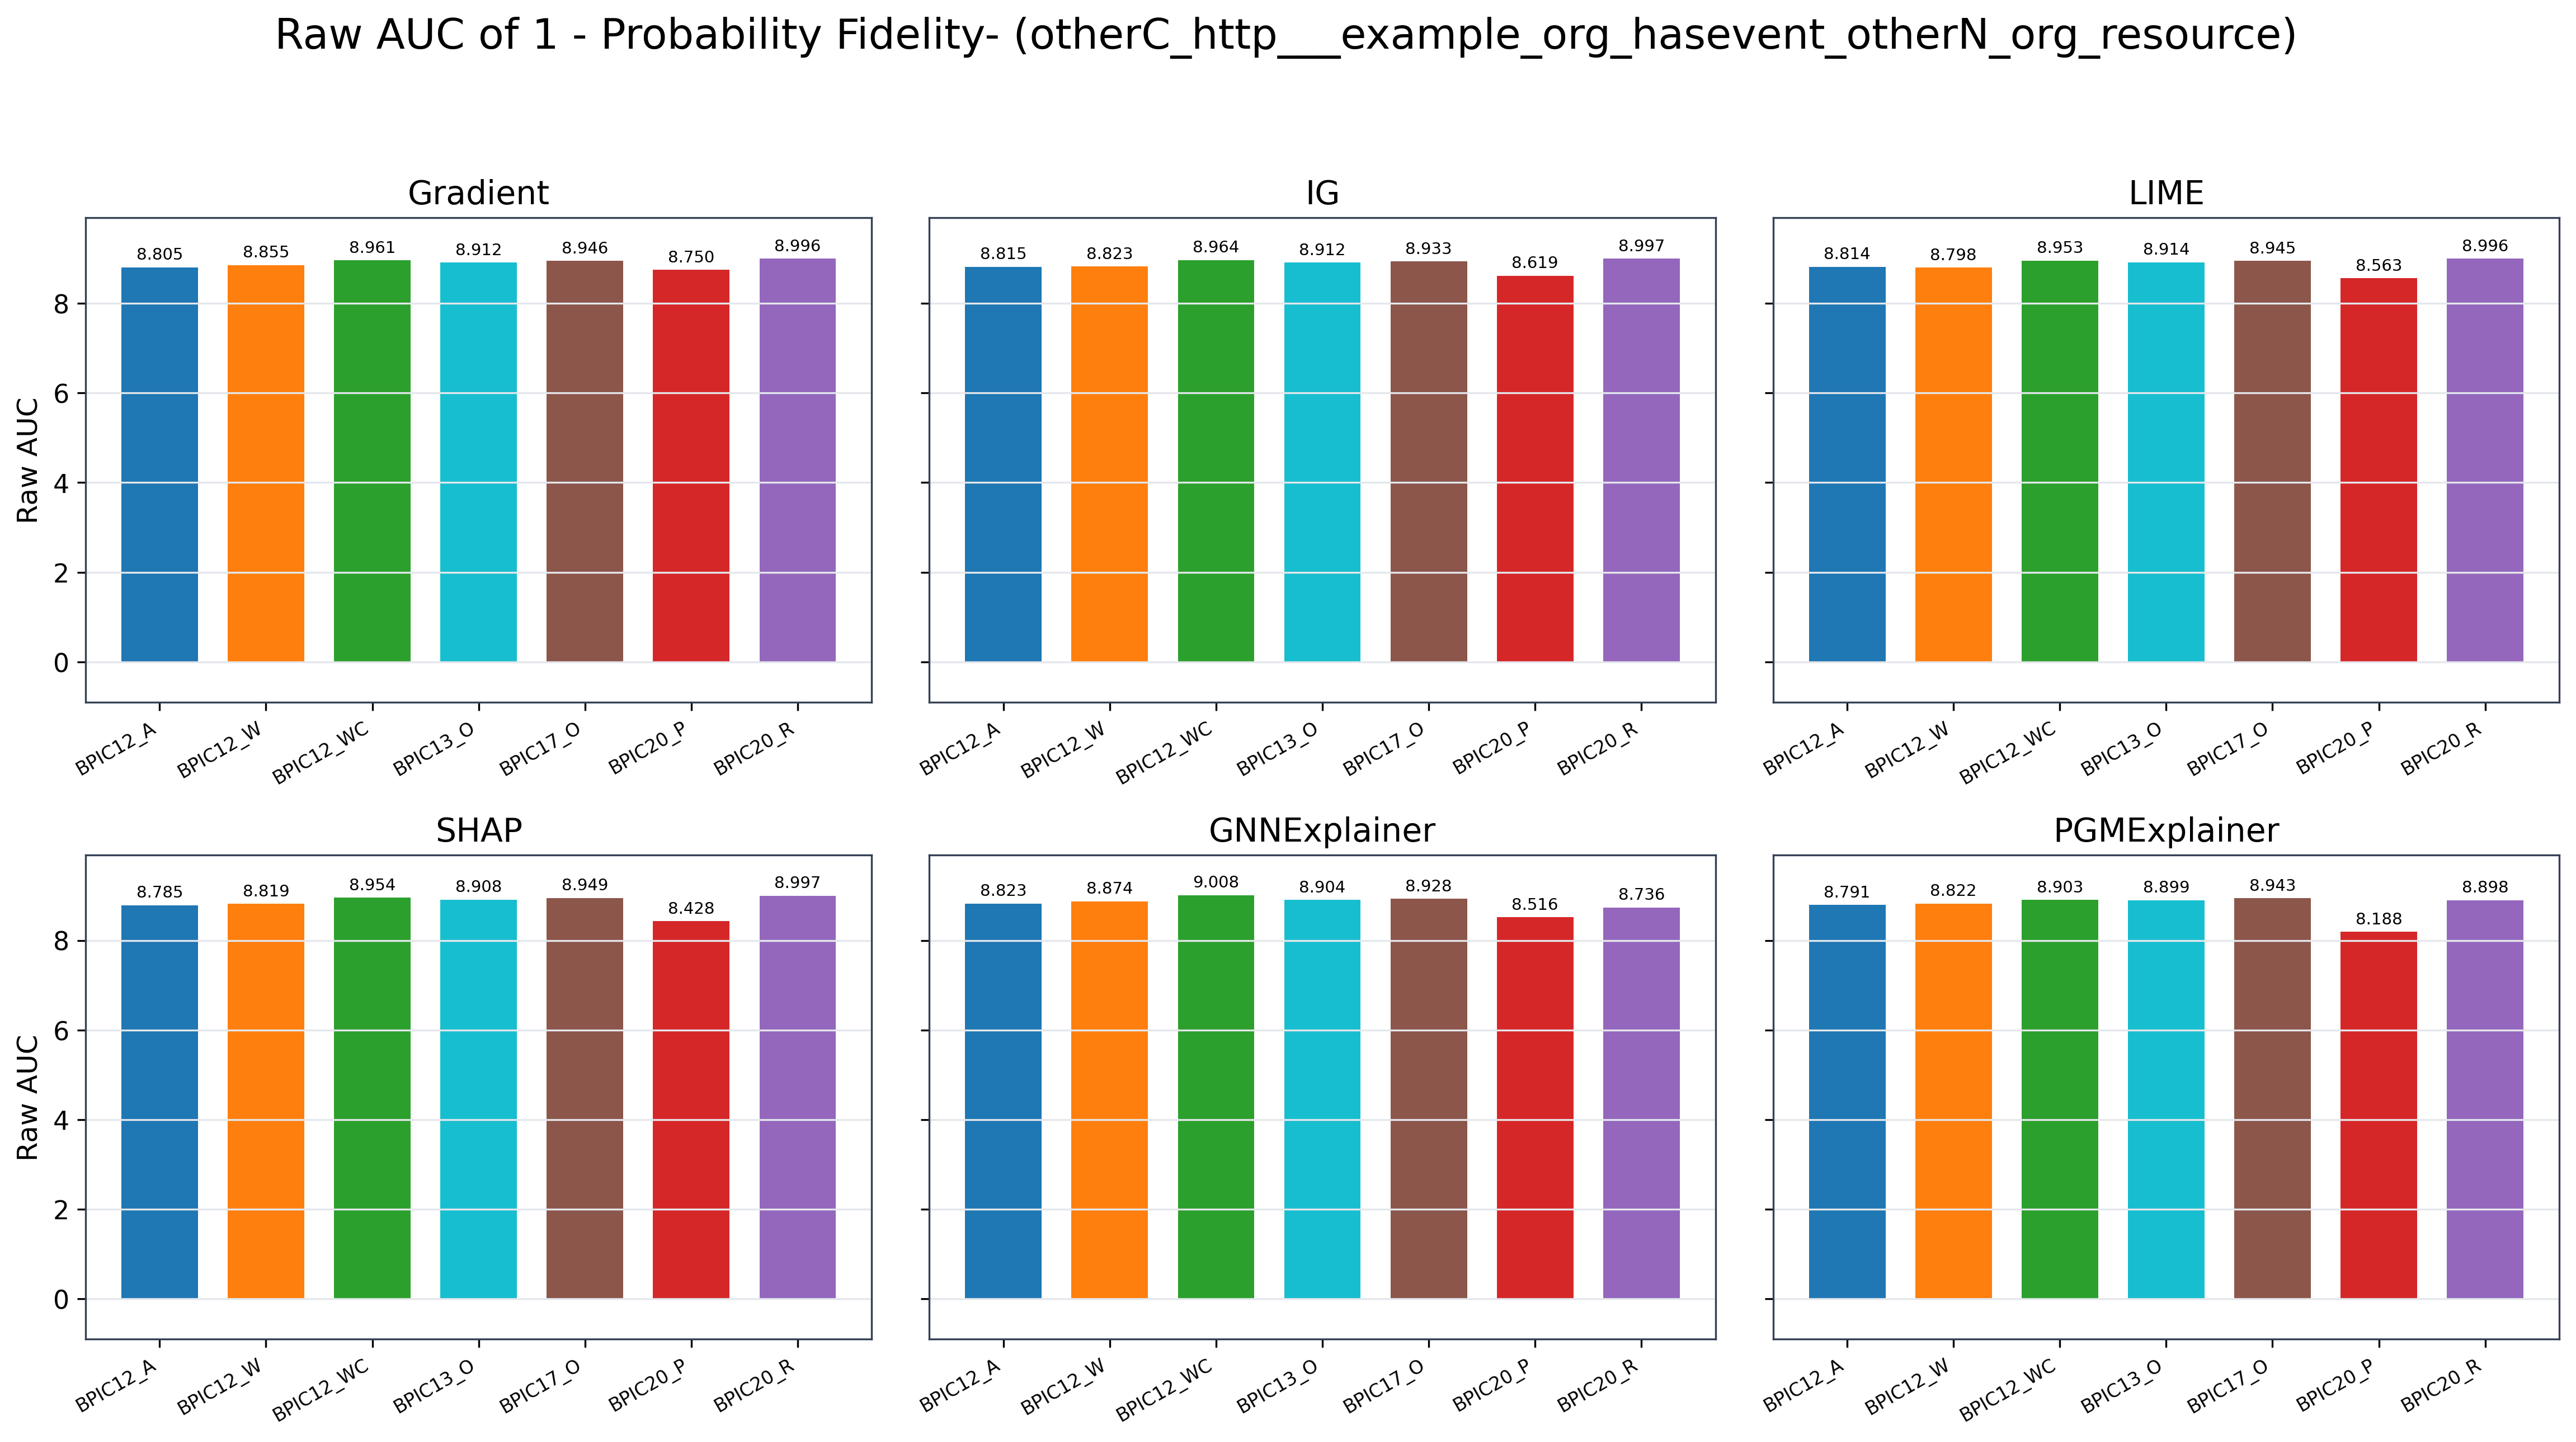 Raw AUC of 1 - Probability Fidelity- (otherC_http___example_org_hasevent_otherN_org_resource)
Gradient
Raw AUC
8
6
4
2
0
8.805 8.855 8.961 8.912 8.946 8.750 8.996
BPIC12_A BPIC12_W BPIC12_WC BPIC13_O BPIC17_O BPIC20_P BPIC20_R
IG
8.815 8.823 8.964 8.912 8.933 8.619 8.997
BPIC12_A BPIC12_W BPIC12_WC BPIC13_O BPIC17_O BPIC20_P BPIC20_R
LIME
8.814 8.798 8.953 8.914 8.945 8.563 8.996
BPIC12_A BPIC12_W BPIC12_WC BPIC13_O BPIC17_O BPIC20_P BPIC20_R
SHAP
Raw AUC
8
6
4
2
0
8.785 8.819 8.954 8.908 8.949 8.428 8.997
BPIC12_A BPIC12_W BPIC12_WC BPIC13_O BPIC17_O BPIC20_P BPIC20_R
GNNExplainer
8.823 8.874 9.008 8.904 8.928 8.516 8.736
BPIC12_A BPIC12_W BPIC12_WC BPIC13_O BPIC17_O BPIC20_P BPIC20_R
PGMExplainer
8.791 8.822 8.903 8.899 8.943 8.188 8.898
BPIC12_A BPIC12_W BPIC12_WC BPIC13_O BPIC17_O BPIC20_P BPIC20_R